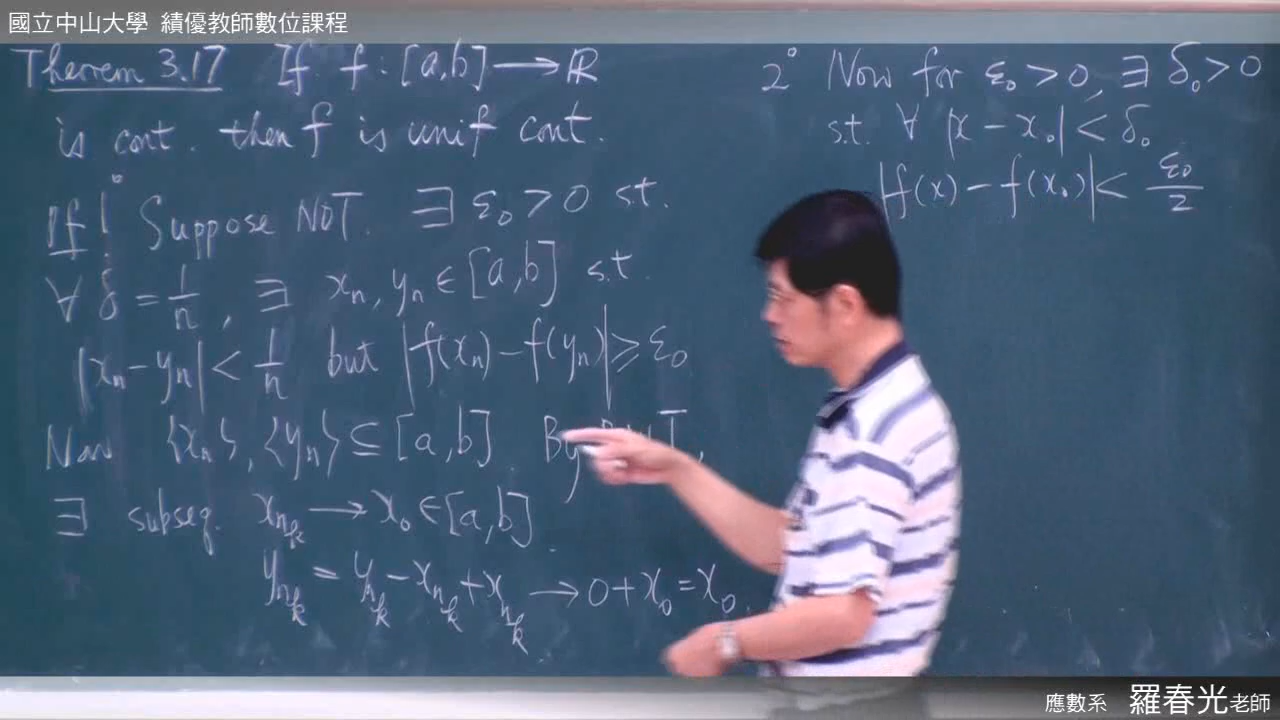 國立中山大學 績優教師數位課程
Theorem 3.17 If f : [a,b] → ℝ
is cont. then f is unif cont.
Pf 1° Suppose NOT. ∃ ε₀ > 0 st.
∀ δ = 1/n, ∃ xₙ, yₙ ∈ [a,b] s.t.
|xₙ - yₙ| < 1/n but |f(xₙ) - f(yₙ)| ≥ ε₀
Now {xₙ}, {yₙ} ⊆ [a,b] By
∃ subseq. x_{n_k} → x₀ ∈ [a,b].
y_{n_k} = y_{n_k} - x_{n_k} + x_{n_k} → 0 + x₀ = x₀.
2° Now for ε₀ > 0, ∃ δ₀ > 0
st. ∀ |x - x₀| < δ₀
|f(x) - f(x₀)| < ε₀/2
應數系 羅春光老師